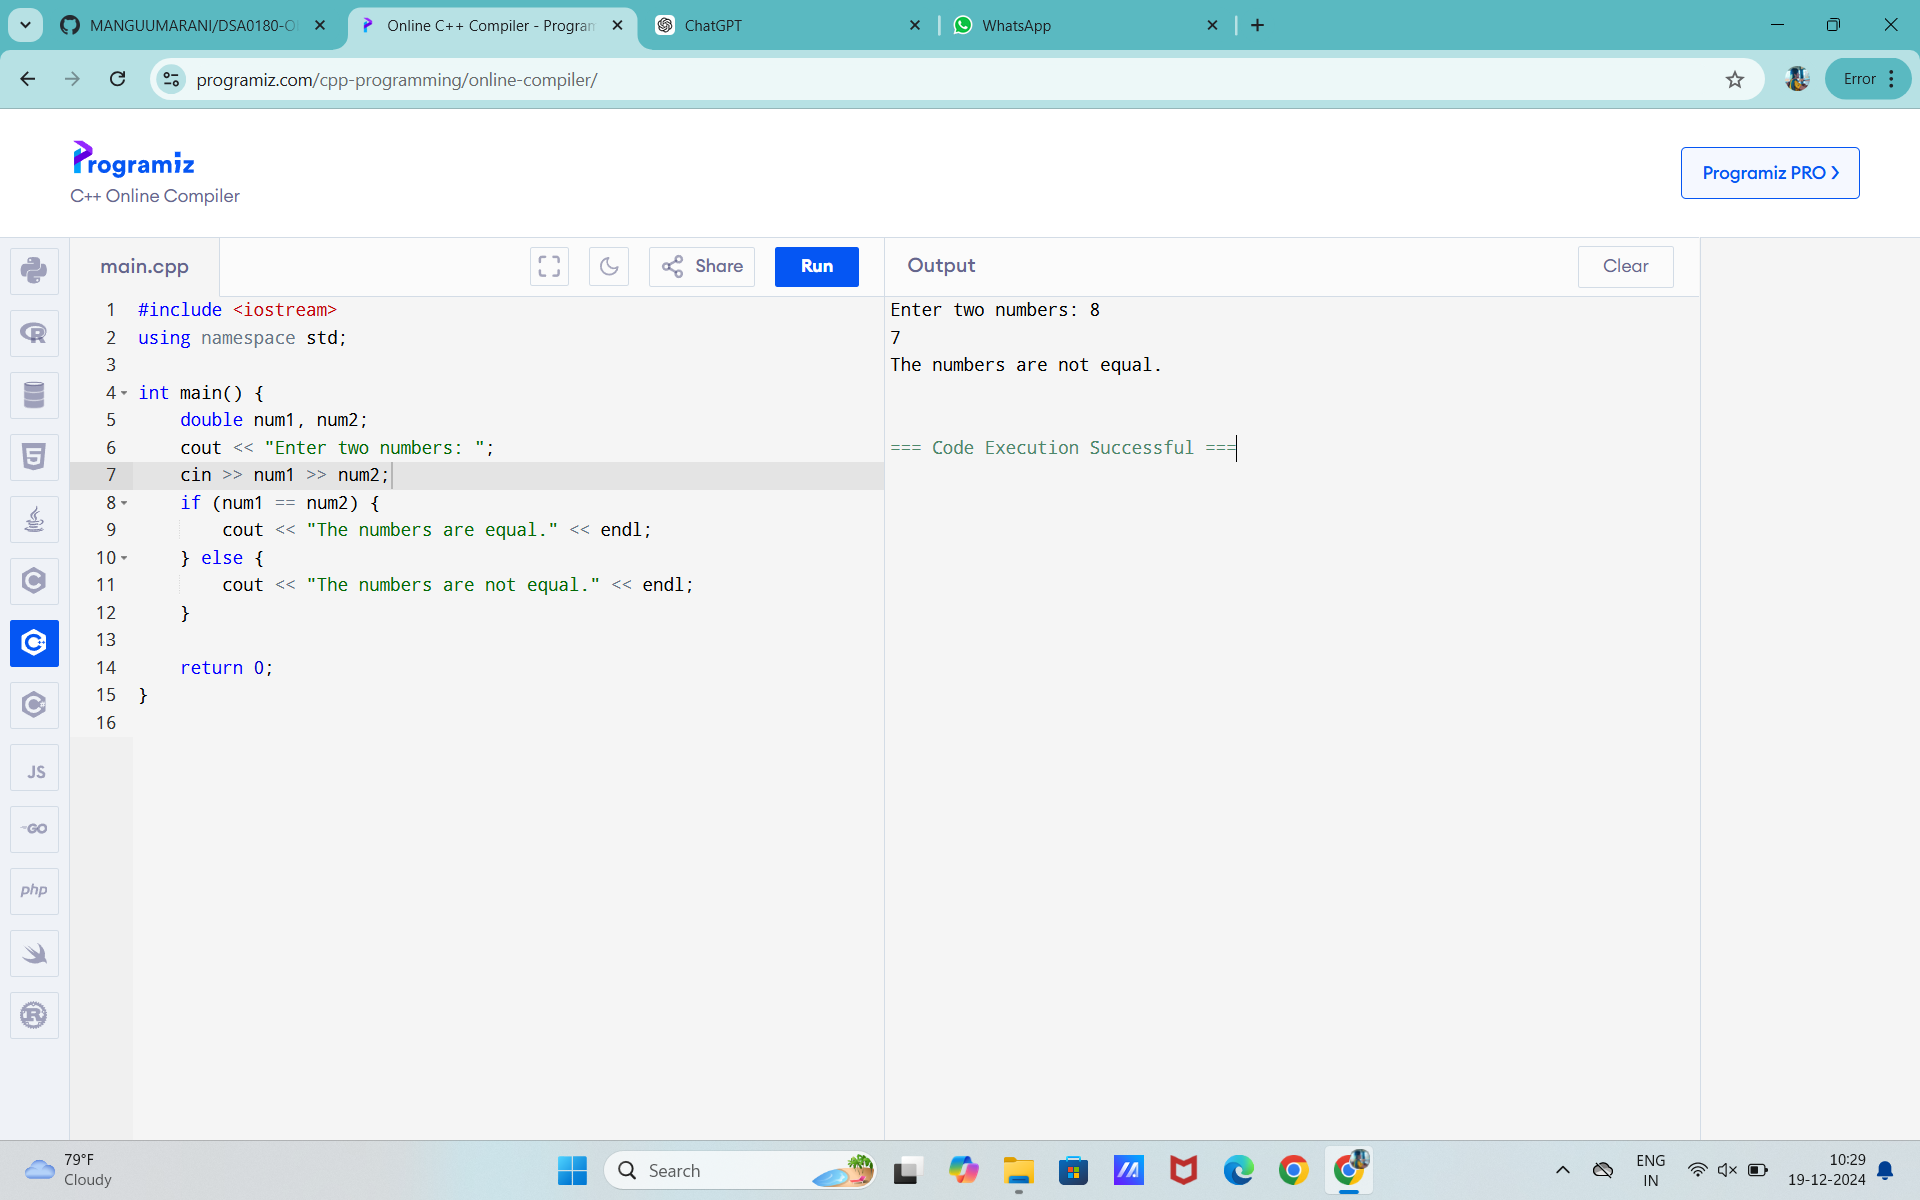 MANGUUMARANI/DSA0180-O
Online C++ Compiler - Program
ChatGPT
WhatsApp
programiz.com/cpp-programming/online-compiler/
Error
Programiz
C++ Online Compiler
Programiz PRO
main.cpp
Share
Run
Output
Clear
1 #include <iostream>
2 using namespace std;
3
4 int main() {
5 double num1, num2;
6 cout << "Enter two numbers: ";
7 cin >> num1 >> num2;
8 if (num1 == num2) {
9 cout << "The numbers are equal." << endl;
10 } else {
11 cout << "The numbers are not equal." << endl;
12 }
13
14 return 0;
15 }
16
Enter two numbers: 8
7
The numbers are not equal.
=== Code Execution Successful ===
R
5
C
C+
C
JS
GO
php
R
79°F
Cloudy
Search
ENG
IN
10:29
19-12-2024